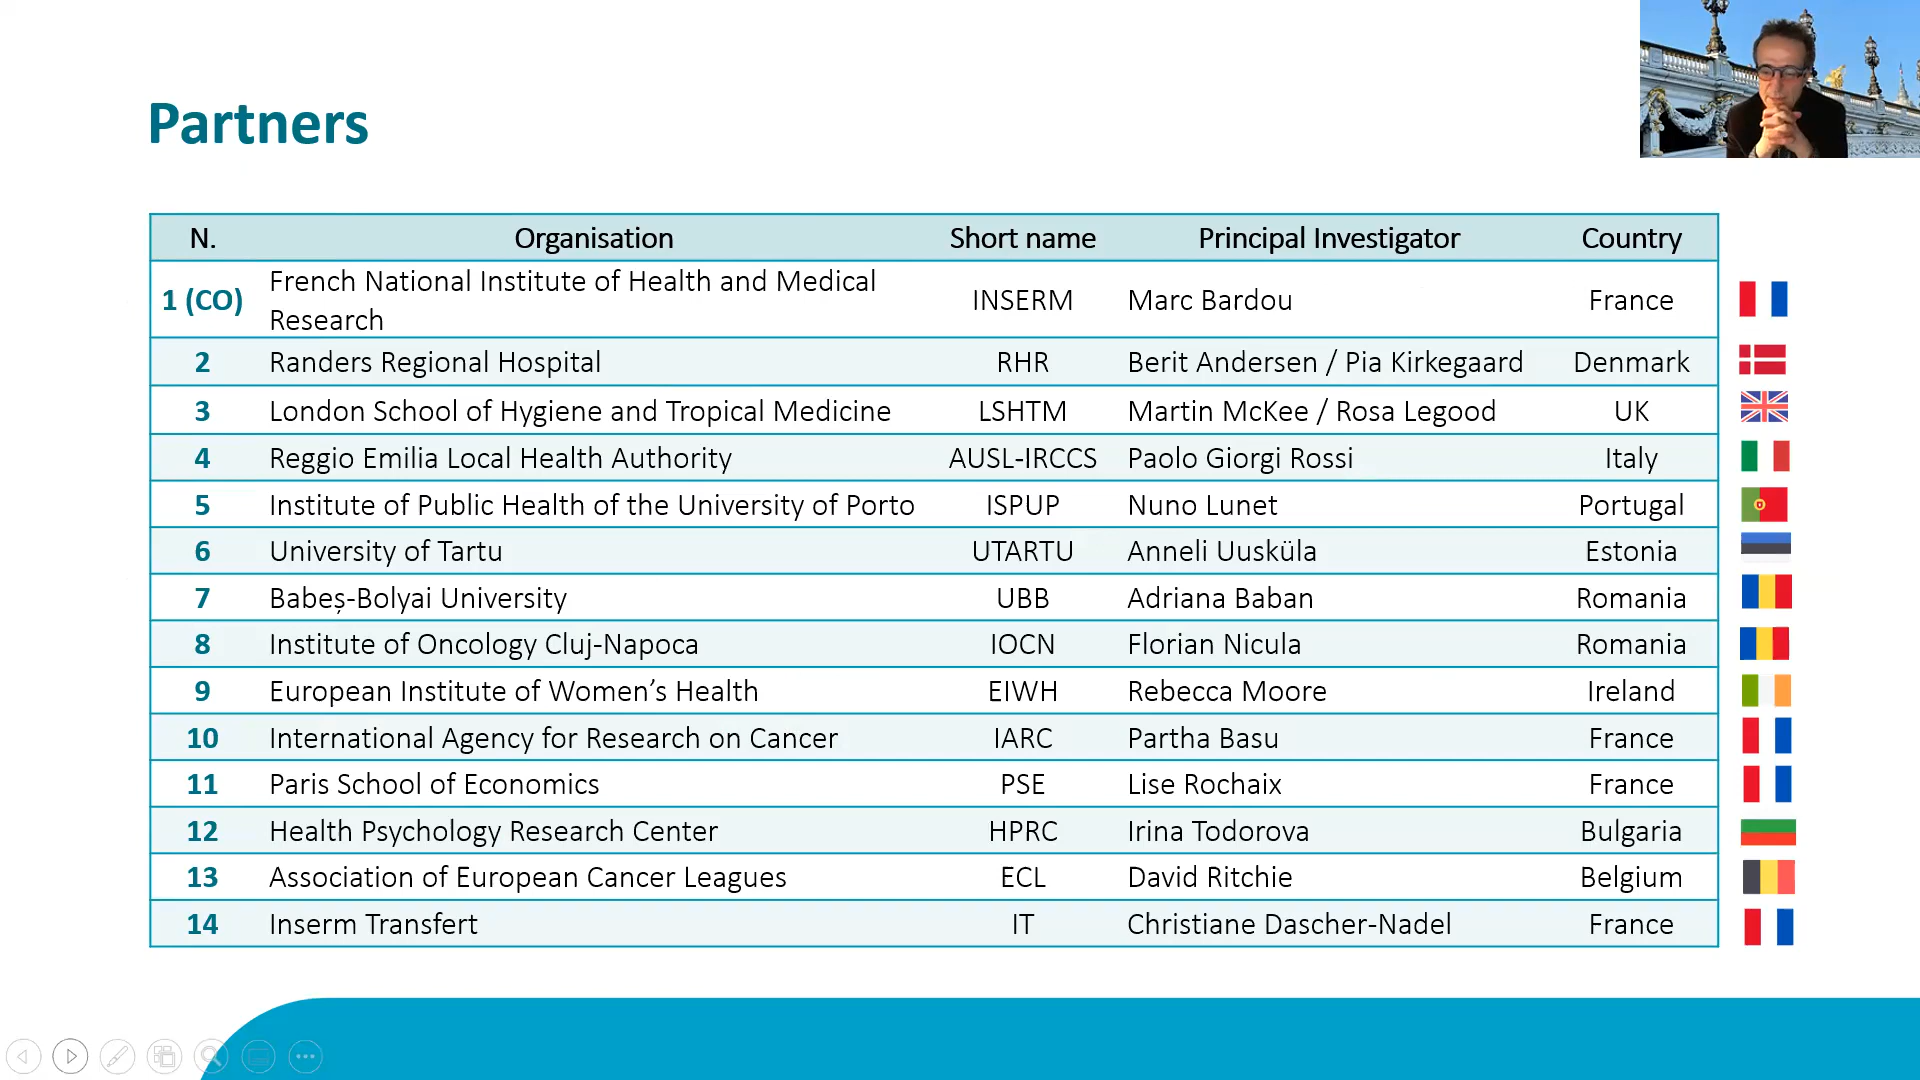 Partners
N. Organisation Short name Principal Investigator Country
1 (CO) French National Institute of Health and Medical Research INSERM Marc Bardou France
2 Randers Regional Hospital RHR Berit Andersen / Pia Kirkegaard Denmark
3 London School of Hygiene and Tropical Medicine LSHTM Martin McKee / Rosa Legood UK
4 Reggio Emilia Local Health Authority AUSL-IRCCS Paolo Giorgi Rossi Italy
5 Institute of Public Health of the University of Porto ISPUP Nuno Lunet Portugal
6 University of Tartu UTARTU Anneli Uusküla Estonia
7 Babeș-Bolyai University UBB Adriana Baban Romania
8 Institute of Oncology Cluj-Napoca IOCN Florian Nicula Romania
9 European Institute of Women’s Health EIWH Rebecca Moore Ireland
10 International Agency for Research on Cancer IARC Partha Basu France
11 Paris School of Economics PSE Lise Rochaix France
12 Health Psychology Research Center HPRC Irina Todorova Bulgaria
13 Association of European Cancer Leagues ECL David Ritchie Belgium
14 Inserm Transfert IT Christiane Dascher-Nadel France